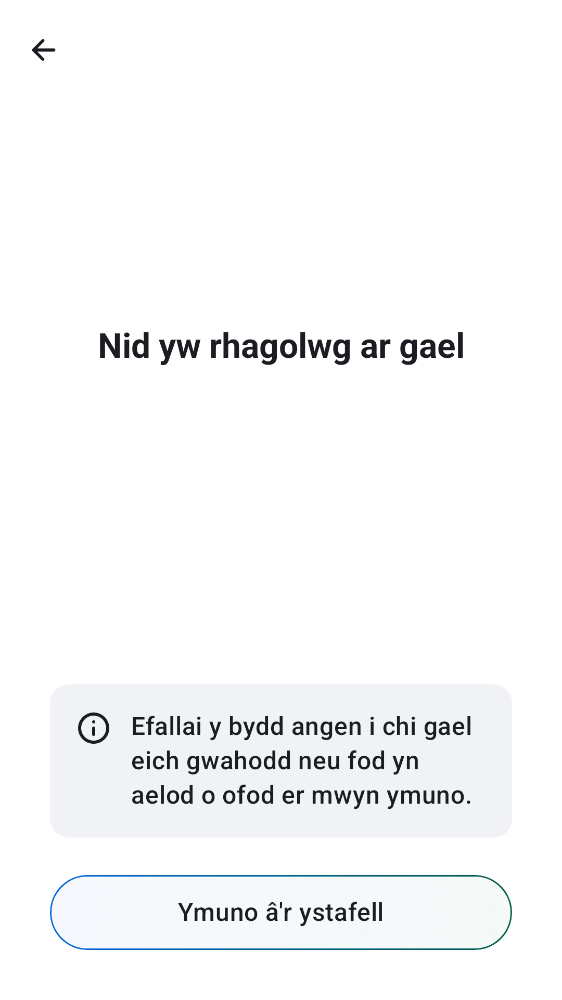 Nid yw rhagolwg ar gael
Efallai y bydd angen i chi gael
eich gwahodd neu fod yn
aelod o ofod er mwyn ymuno.
Ymuno â'r ystafell